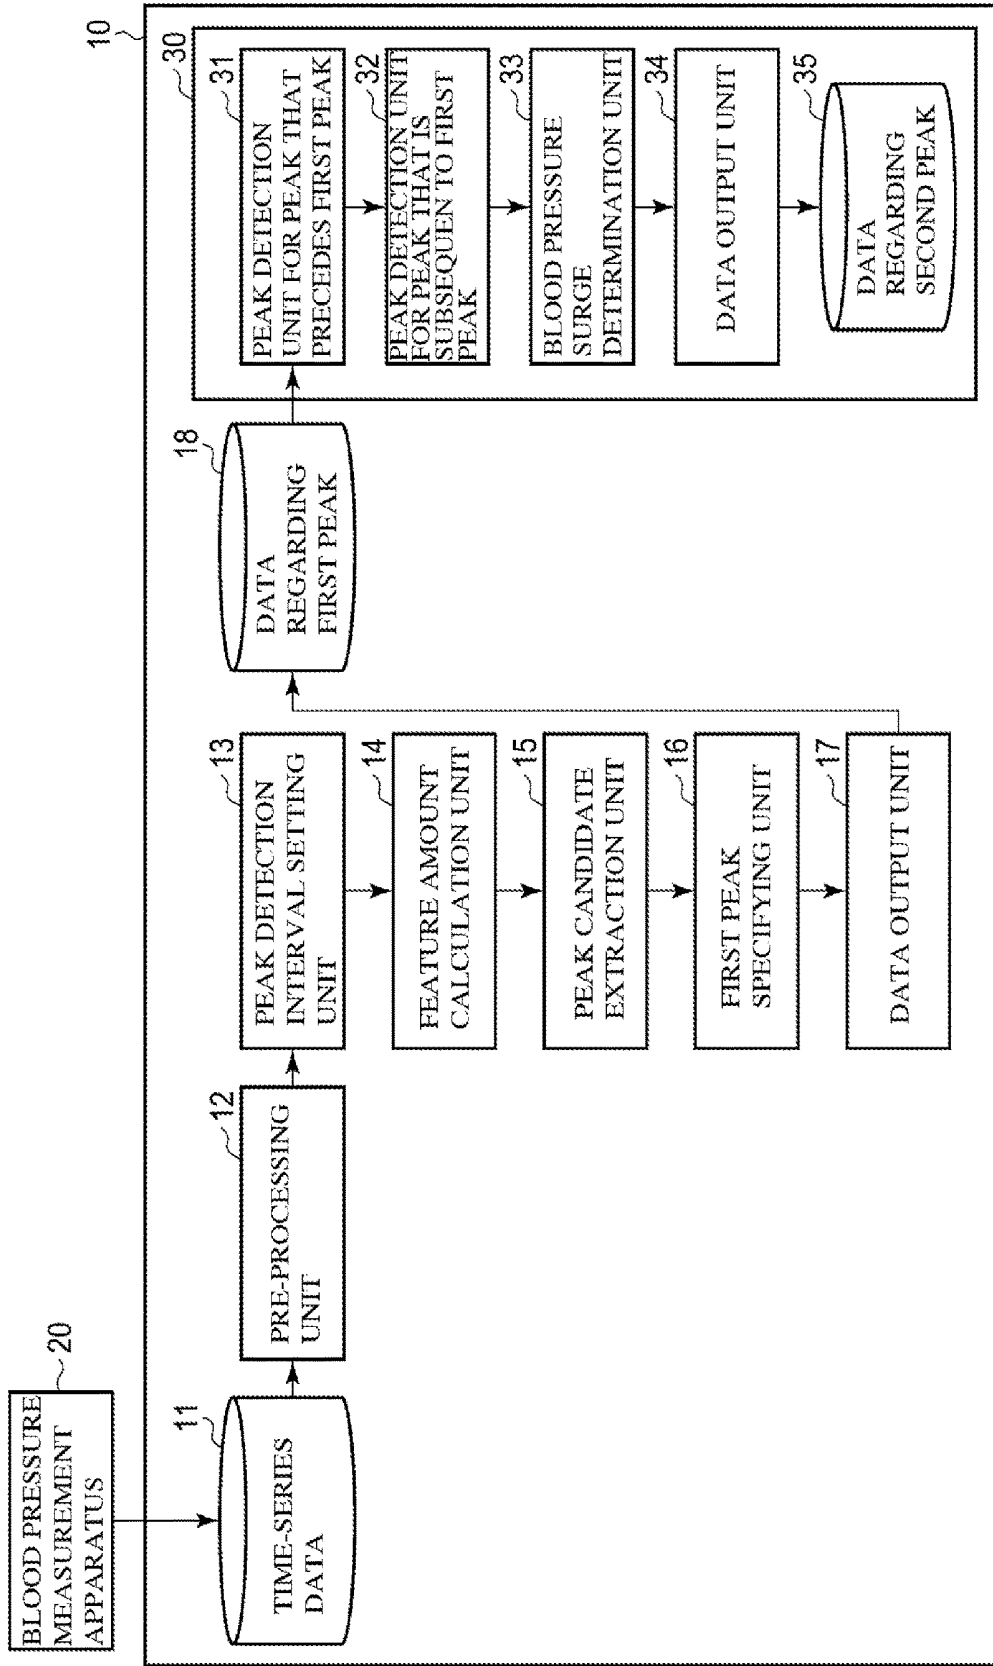 BLOOD PRESSURE
MEASUREMENT
APPARATUS
20
10
11
TIME-SERIES
DATA
12
PRE-PROCESSING
UNIT
13
PEAK DETECTION
INTERVAL SETTING
UNIT
14
FEATURE AMOUNT
CALCULATION UNIT
15
PEAK CANDIDATE
EXTRACTION UNIT
16
FIRST PEAK
SPECIFYING UNIT
17
DATA OUTPUT UNIT
18
DATA
REGARDING
FIRST PEAK
30
31
PEAK DETECTION
UNIT FOR PEAK THAT
PRECEDES FIRST PEAK
32
PEAK DETECTION UNIT
FOR PEAK THAT IS
SUBSEQUEN TO FIRST
PEAK
33
BLOOD PRESSURE
SURGE
DETERMINATION UNIT
34
DATA OUTPUT UNIT
35
DATA
REGARDING
SECOND PEAK